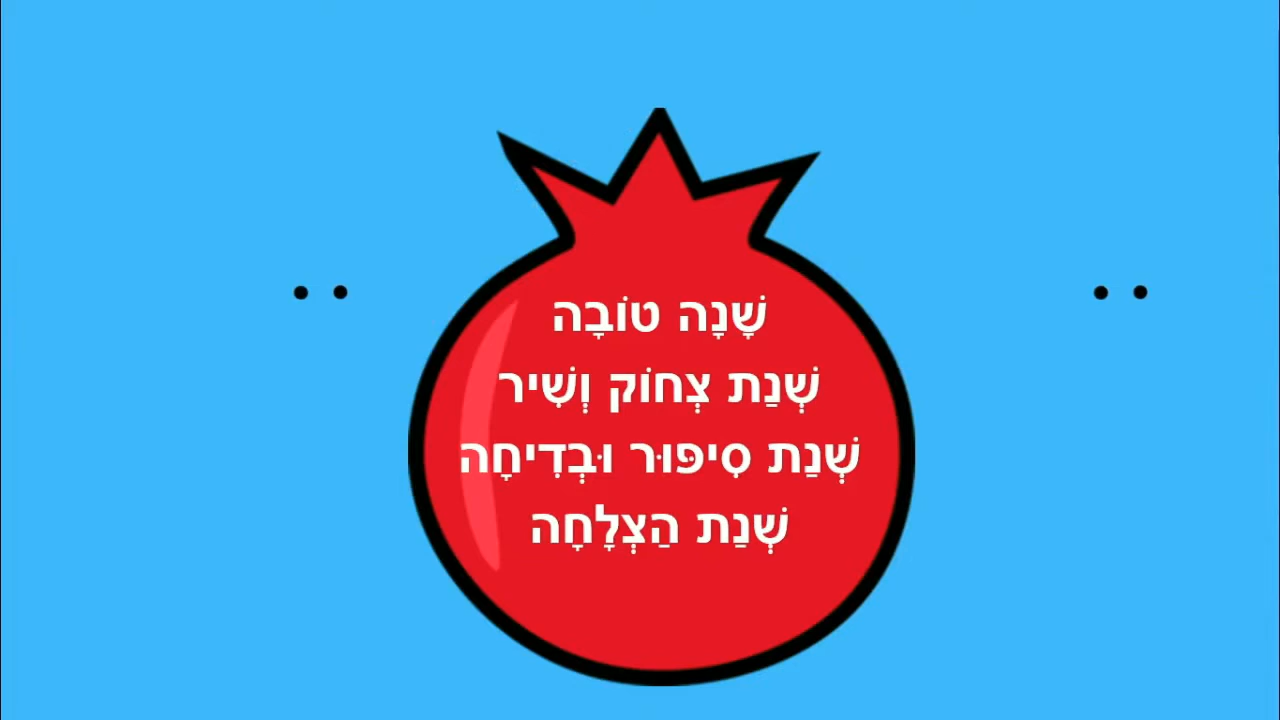 שָׁנָה טוֹבָה
שְׁנַת צְחוֹק וְשִׁיר
שְׁנַת סִיפּוּר וּבְדִיחָה
שְׁנַת הַצְלָחָה